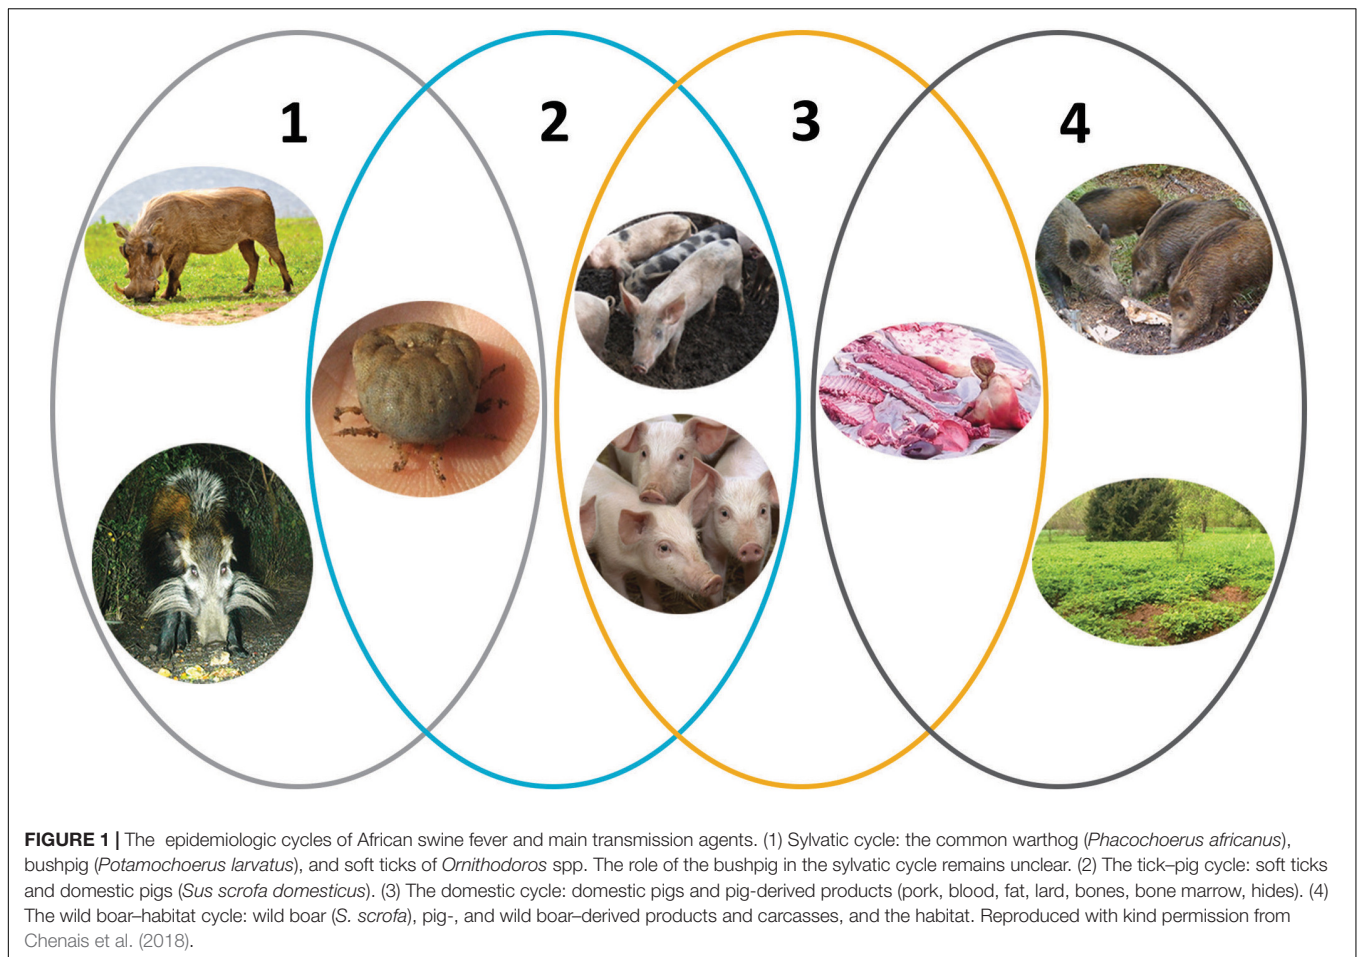 1 2 3 4
FIGURE 1 | The epidemiologic cycles of African swine fever and main transmission agents. (1) Sylvatic cycle: the common warthog (Phacochoerus africanus),
bushpig (Potamochoerus larvatus), and soft ticks of Ornithodoros spp. The role of the bushpig in the sylvatic cycle remains unclear. (2) The tick–pig cycle: soft ticks
and domestic pigs (Sus scrofa domesticus). (3) The domestic cycle: domestic pigs and pig-derived products (pork, blood, fat, lard, bones, bone marrow, hides). (4)
The wild boar–habitat cycle: wild boar (S. scrofa), pig-, and wild boar–derived products and carcasses, and the habitat. Reproduced with kind permission from
Chenais et al. (2018).